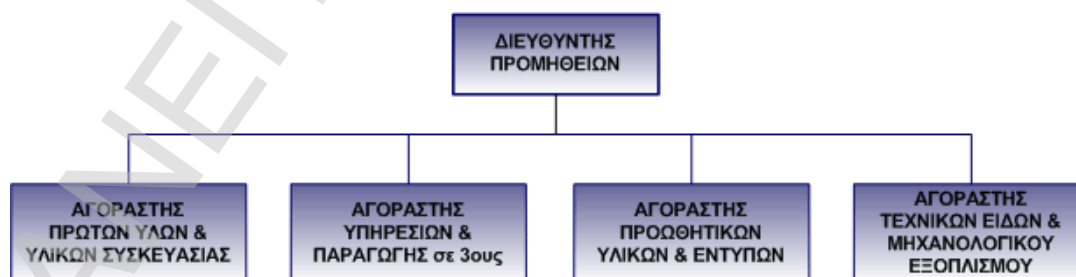 ΔΙΕΥΘΥΝΤΗΣ
ΠΡΟΜΗΘΕΙΩΝ
ΑΓΟΡΑΣΤΗΣ
ΠΡΩΤΩΝ ΥΛΩΝ &
ΥΛΙΚΩΝ ΣΥΣΚΕΥΑΣΙΑΣ
ΑΓΟΡΑΣΤΗΣ
ΥΠΗΡΕΣΙΩΝ &
ΠΑΡΑΓΩΓΗΣ σε 3ους
ΑΓΟΡΑΣΤΗΣ
ΠΡΟΩΘΗΤΙΚΩΝ
ΥΛΙΚΩΝ & ΕΝΤΥΠΩΝ
ΑΓΟΡΑΣΤΗΣ
ΤΕΧΝΙΚΩΝ ΕΙΔΩΝ &
ΜΗΧΑΝΟΛΟΓΙΚΟΥ
ΕΞΟΠΛΙΣΜΟΥ